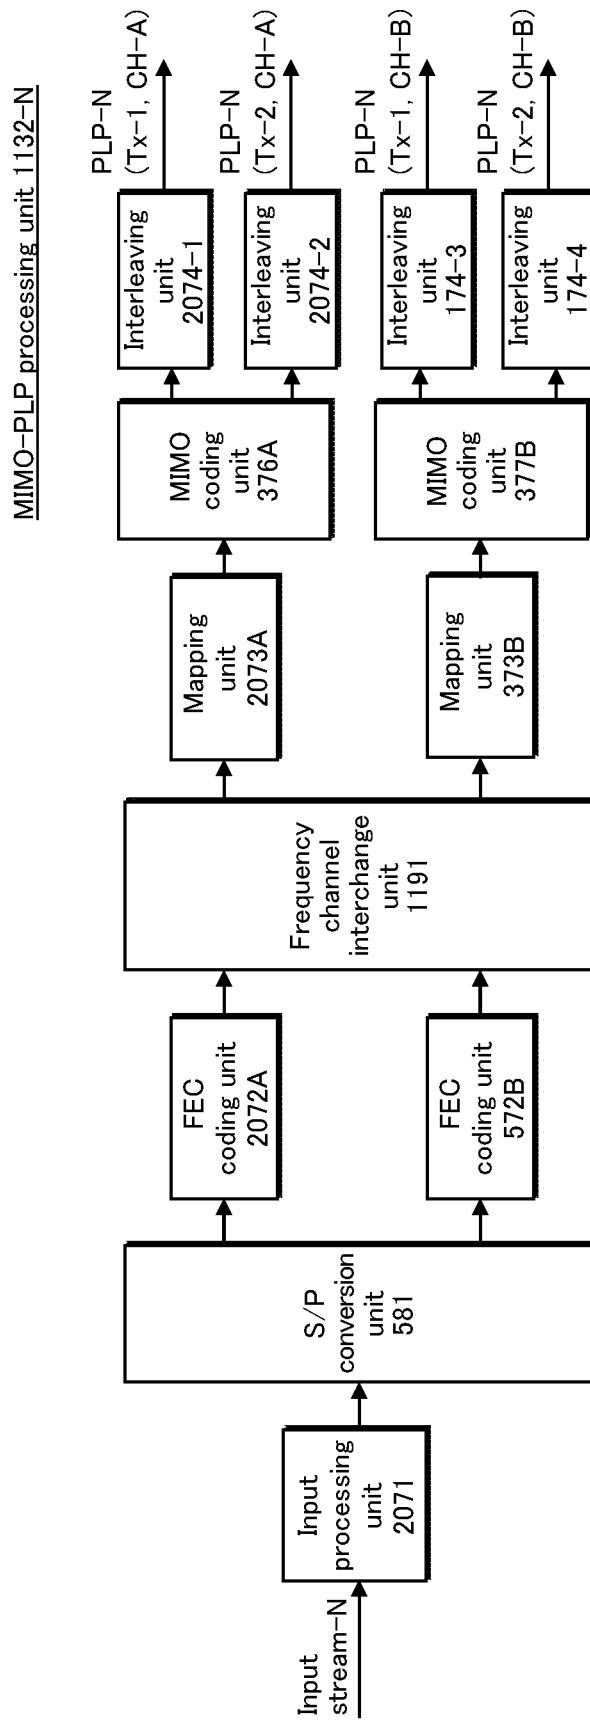 MIMO-PLP processing unit 1132-N
Input
stream-N
Input
processing
unit
2071
S/P
conversion
unit
581
FEC
coding unit
2072A
FEC
coding unit
572B
Frequency
channel
interchange
unit
1191
Mapping
unit
2073A
Mapping
unit
373B
MIMO
coding
unit
376A
MIMO
coding
unit
377B
Interleaving
unit
2074-1
Interleaving
unit
2074-2
Interleaving
unit
174-3
Interleaving
unit
174-4
PLP-N
(Tx-1, CH-A)
PLP-N
(Tx-2, CH-A)
PLP-N
(Tx-1, CH-B)
PLP-N
(Tx-2, CH-B)